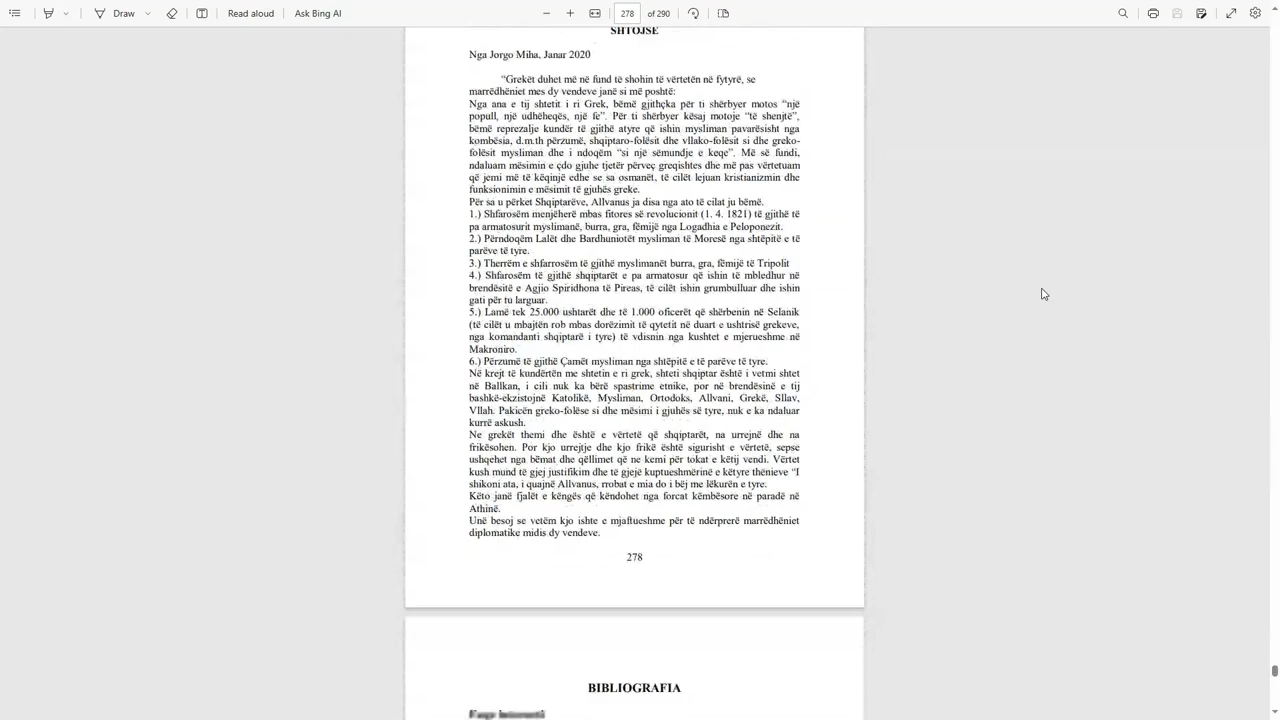 Draw
Read aloud
Ask Bing AI
278
of 290
SHTOJSË
Nga Jorgo Miha, Janar 2020
“Grekët duhet më në fund të shohin të vërtetën në fytyrë, se
marrëdhëniet mes dy vendeve janë si më poshtë:
Nga ana e tij shtetit i ri Grek, bëmë gjithçka për ti shërbyer motos “një
popull, një udhëheqës, një fe”. Për ti shërbyer kësaj motoje “të shenjtë”,
bëmë reprezalje kundër të gjithë atyre që ishin mysliman pavarësisht nga
kombësia, d.m.th përzumë, shqiptaro-folësit dhe vllako-folësit si dhe greko-
folësit mysliman dhe i ndoqëm “si një sëmundje e keqe”. Më së fundi,
ndaluam mësimin e çdo gjuhe tjetër përveç greqishtes dhe më pas vërtetuam
që jemi më të këqinjë edhe se sa osmanët, të cilët lejuan kristianizmin dhe
funksionimin e mësimit të gjuhës greke.
Për sa u përket Shqiptarëve, Allvanus ja disa nga ato të cilat ju bëmë.
1.) Shfarosëm menjëherë mbas fitores së revolucionit (1. 4. 1821) të gjithë të
pa armatosurit myslimanë, burra, gra, fëmijë nga Logadhia e Peloponezit.
2.) Përndoqëm Lalët dhe Bardhuniotët mysliman të Moresë nga shtëpitë e të
parëve të tyre.
3.) Therrëm e shfarrosëm të gjithë myslimanët burra, gra, fëmijë të Tripolit
4.) Shfarosëm të gjithë shqiptarët e pa armatosur që ishin të mbledhur në
brendësitë e Agjio Spiridhona të Pireas, të cilët ishin grumbulluar dhe ishin
gati për tu larguar.
5.) Lamë tek 25.000 ushtarët dhe të 1.000 oficerët që shërbenin në Selanik
(të cilët u mbajtën rob mbas dorëzimit të qytetit në duart e ushtrisë grekeve,
nga komandanti shqiptarë i tyre) të vdisnin nga kushtet e mjerueshme në
Makroniro.
6.) Përzumë të gjithë Çamët mysliman nga shtëpitë e të parëve të tyre.
Në krejt të kundërtën me shtetin e ri grek, shteti shqiptar është i vetmi shtet
në Ballkan, i cili nuk ka bërë spastrime etnike, por në brendësinë e tij
bashkë-ekzistojnë Katolikë, Mysliman, Ortodoks, Allvani, Grekë, Sllav,
Vllah. Pakicën greko-folëse si dhe mësimi i gjuhës së tyre, nuk e ka ndaluar
kurrë askush.
Ne grekët themi dhe është e vërtetë që shqiptarët, na urrejnë dhe na
frikësohen. Por kjo urrejtje dhe kjo frikë është sigurisht e vërtetë, sepse
ushqehet nga bëmat dhe qëllimet që ne kemi për tokat e këtij vendi. Vërtet
kush mund të gjej justifikim dhe të gjejë kuptueshmërinë e këtyre thënieve “I
shikoni ata, i quajnë Allvanus, rrobat e mia do i bëj me lëkurën e tyre.
Këto janë fjalët e këngës që këndohet nga forcat këmbësore në paradë në
Athinë.
Unë besoj se vetëm kjo ishte e mjaftueshme për të ndërprerë marrëdhëniet
diplomatike midis dy vendeve.
278
BIBLIOGRAFIA